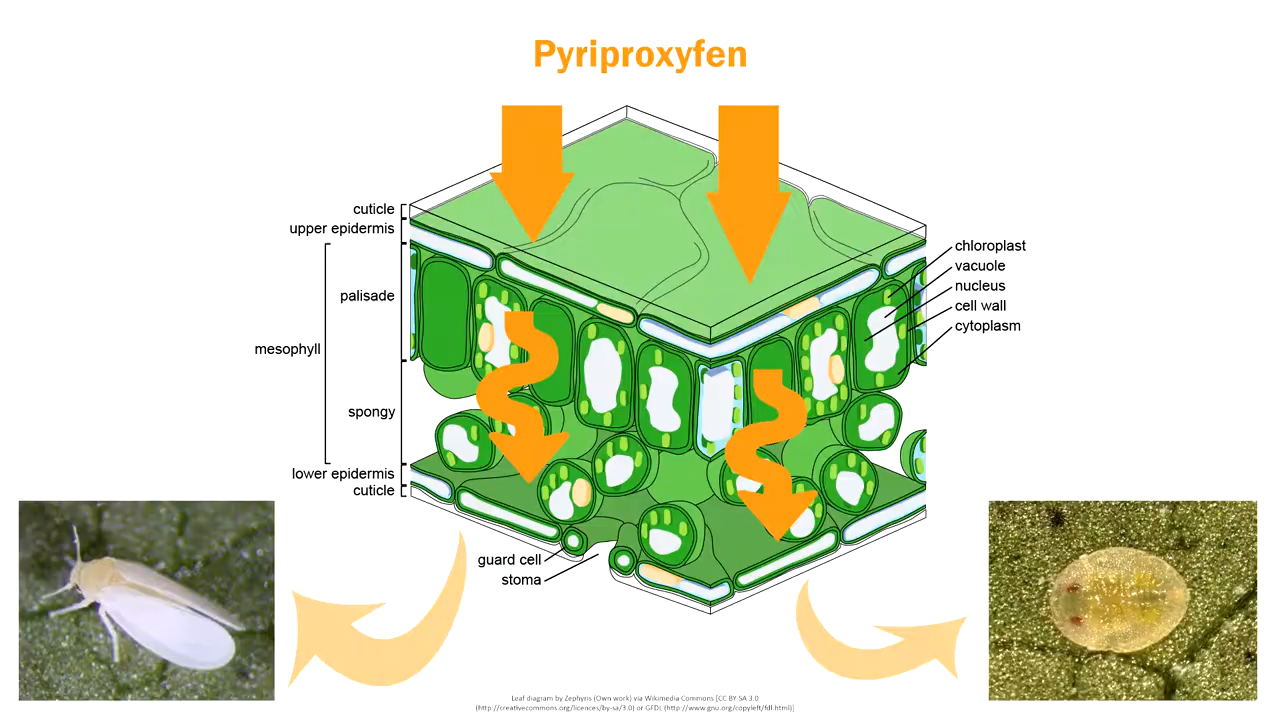 Pyriproxyfen
cuticle
upper epidermis
palisade
mesophyll
spongy
lower epidermis
cuticle
chloroplast
vacuole
nucleus
cell wall
cytoplasm
guard cell
stoma
Leaf diagram by Zephyris (Own work) via Wikimedia Commons [CC BY-SA 3.0
(http://creativecommons.org/licences/by-sa/3.0) or GFDL (http://www.gnu.org/copyleft/fdl.html)]